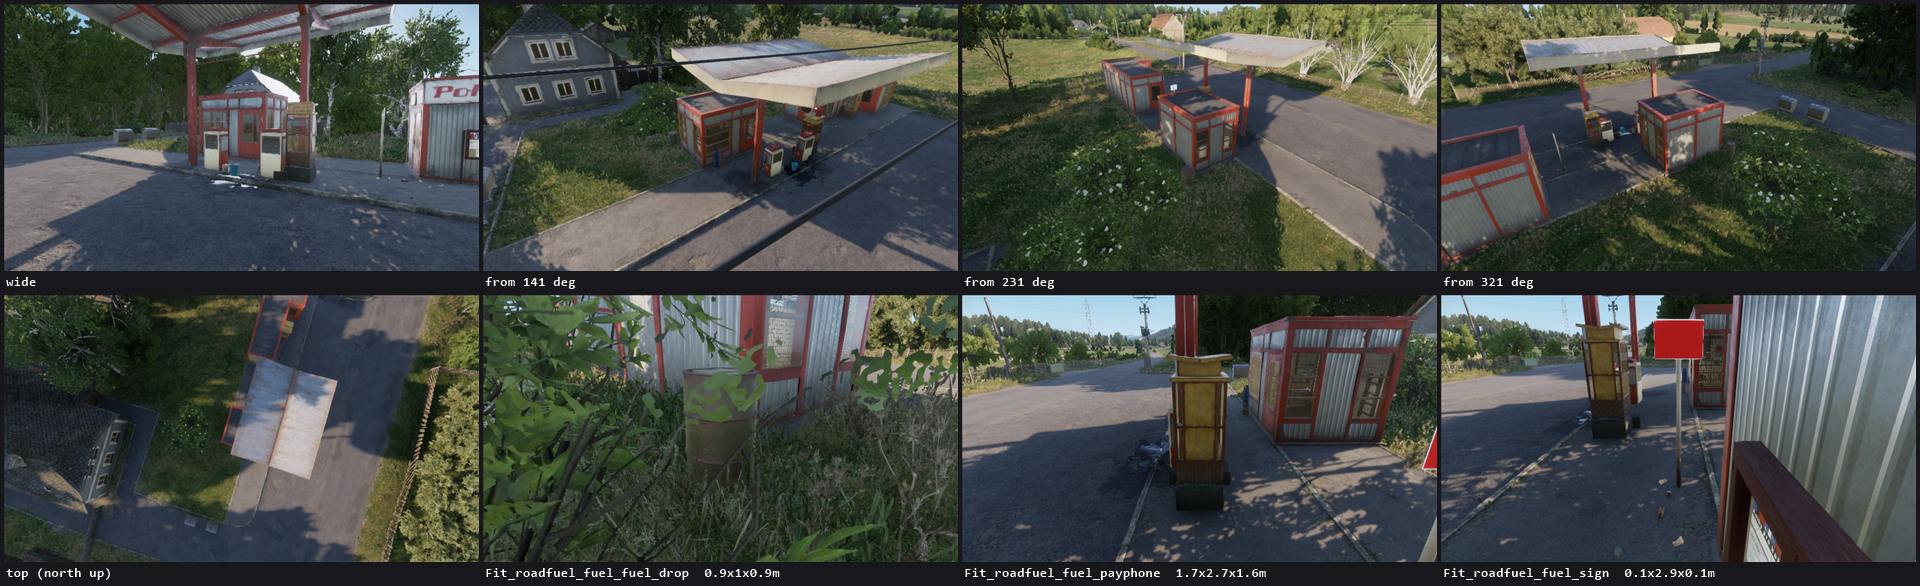 wide
from 141 deg
from 231 deg
from 321 deg
top (north up)
Fit_roadfuel_fuel_fuel_drop 0.9x1x0.9m
Fit_roadfuel_fuel_payphone 1.7x2.7x1.6m
Fit_roadfuel_fuel_sign 0.1x2.9x0.1m